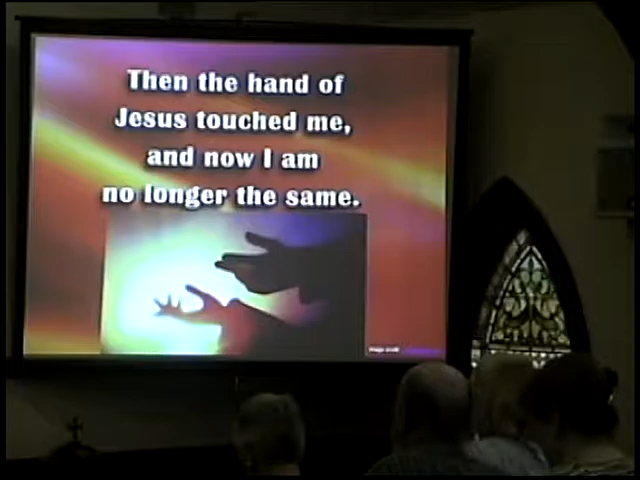 Then the hand of
Jesus touched me,
and now I am
no longer the same.